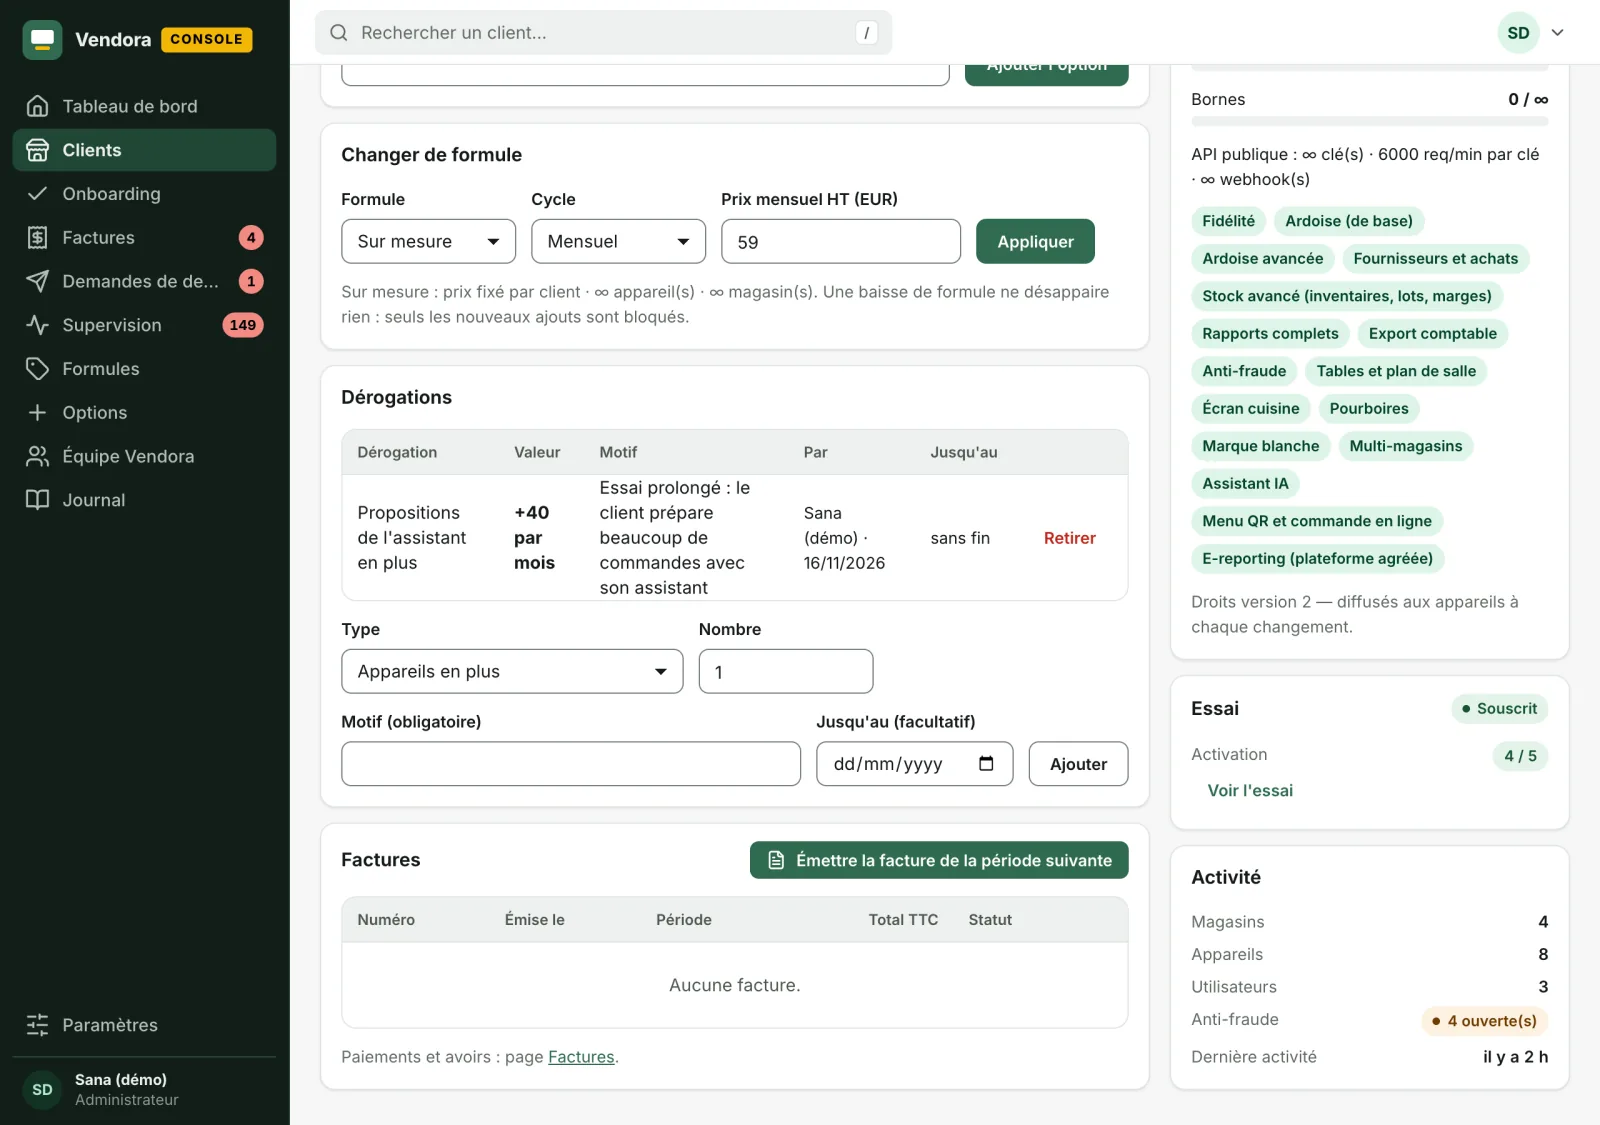 Vendora CONSOLE
Tableau de bord
Clients
Onboarding
Factures 4
Demandes de de... 1
Supervision 149
Formules
Options
Équipe Vendora
Journal
Paramètres
SD
Sana (démo)
Administrateur
Rechercher un client... /
SD
Ajouter l'option
Changer de formule
Formule
Cycle
Prix mensuel HT (EUR)
Sur mesure
Mensuel
59
Appliquer
Sur mesure : prix fixé par client · ∞ appareil(s) · ∞ magasin(s). Une baisse de formule ne désappaire
rien : seuls les nouveaux ajouts sont bloqués.
Dérogations
Dérogation Valeur Motif Par Jusqu'au
Propositions
de l'assistant
en plus
+40
par
mois
Essai prolongé : le
client prépare
beaucoup de
commandes avec
son assistant
Sana
(démo) ·
16/11/2026
sans fin
Retirer
Type
Nombre
Appareils en plus
1
Motif (obligatoire)
Jusqu'au (facultatif)
dd/mm/yyyy
Ajouter
Factures
Émettre la facture de la période suivante
Numéro Émise le Période Total TTC Statut
Aucune facture.
Paiements et avoirs : page Factures.
Bornes 0 / ∞
API publique : ∞ clé(s) · 6000 req/min par clé
· ∞ webhook(s)
Fidélité Ardoise (de base)
Ardoise avancée Fournisseurs et achats
Stock avancé (inventaires, lots, marges)
Rapports complets Export comptable
Anti-fraude Tables et plan de salle
Écran cuisine Pourboires
Marque blanche Multi-magasins
Assistant IA
Menu QR et commande en ligne
E-reporting (plateforme agréée)
Droits version 2 — diffusés aux appareils à
chaque changement.
Essai Souscrit
Activation 4 / 5
Voir l'essai
Activité
Magasins 4
Appareils 8
Utilisateurs 3
Anti-fraude 4 ouverte(s)
Dernière activité il y a 2 h